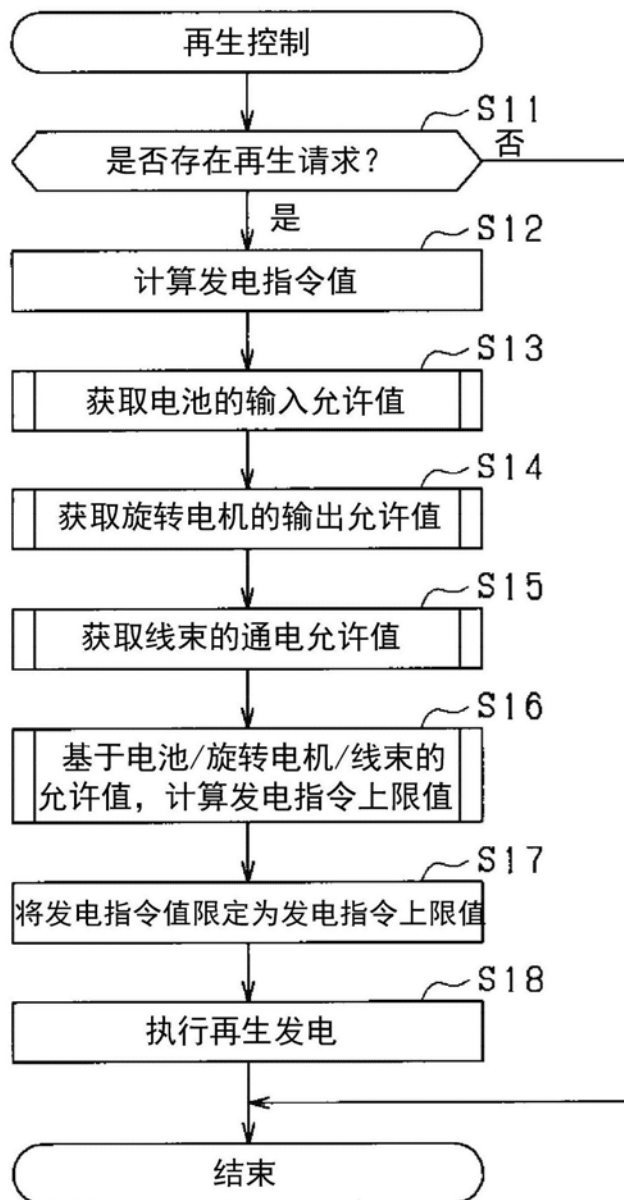 再生控制
S11
是否存在再生请求?
否
是
S12
计算发电指令值
S13
获取电池的输入允许值
S14
获取旋转电机的输出允许值
S15
获取线束的通电允许值
S16
基于电池/旋转电机/线束的
允许值，计算发电指令上限值
S17
将发电指令值限定为发电指令上限值
S18
执行再生发电
结束